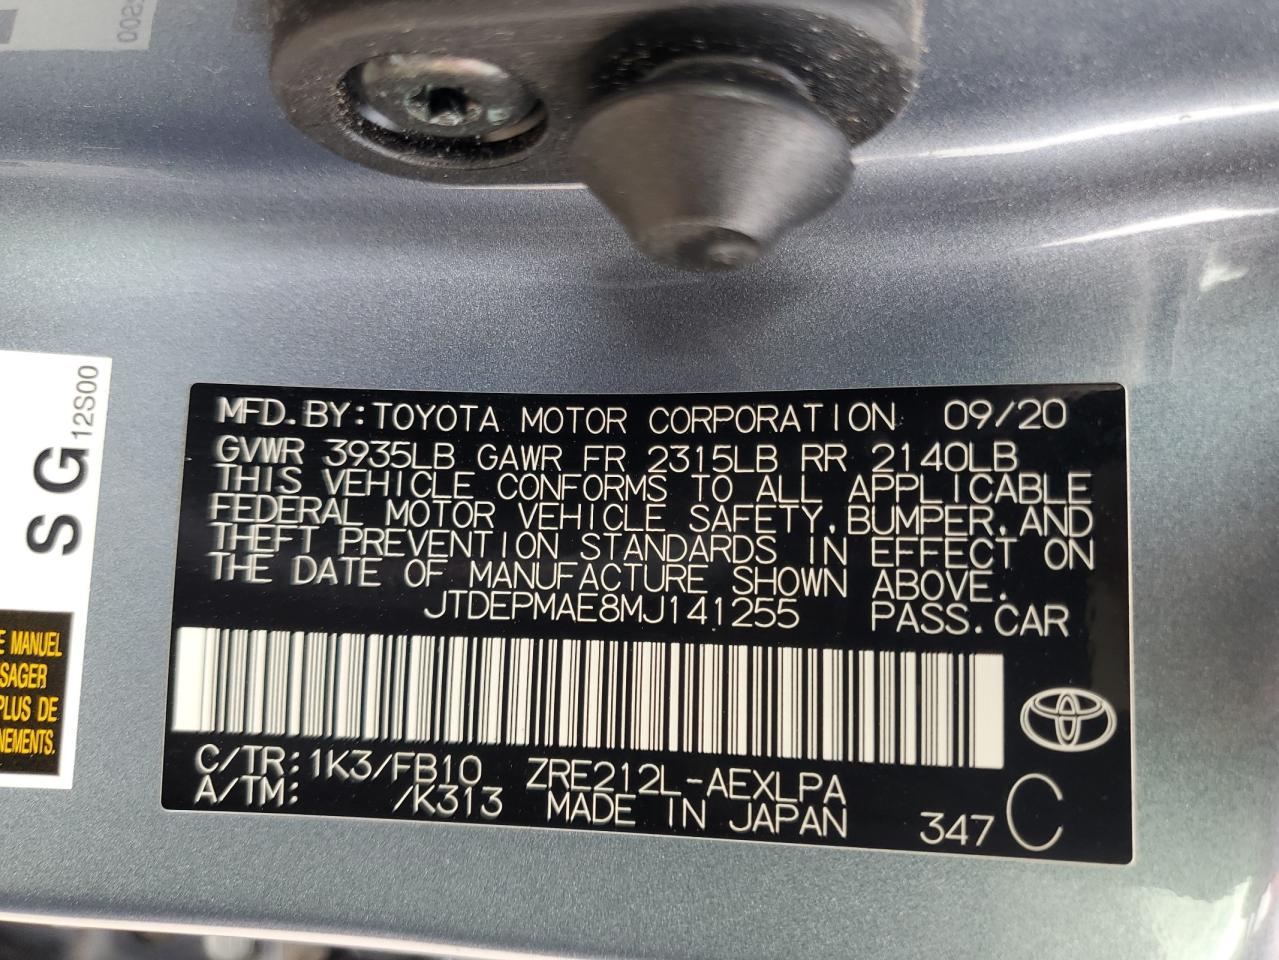 MFD.BY:TOYOTA MOTOR CORPORATION 09/20
GVWR 3935LB GAWR FR 2315LB RR 2140LB
THIS VEHICLE CONFORMS TO ALL APPLICABLE
FEDERAL MOTOR VEHICLE SAFETY,BUMPER,AND
THEFT PREVENTION STANDARDS IN EFFECT ON
THE DATE OF MANUFACTURE SHOWN ABOVE.
JTDEPMAE8MJ141255 PASS.CAR
C/TR:1K3/FB10 ZRE212L-AEXLPA
A/TM: /K313 MADE IN JAPAN 347 C
SG
12S00
MANUEL
PLUS DE